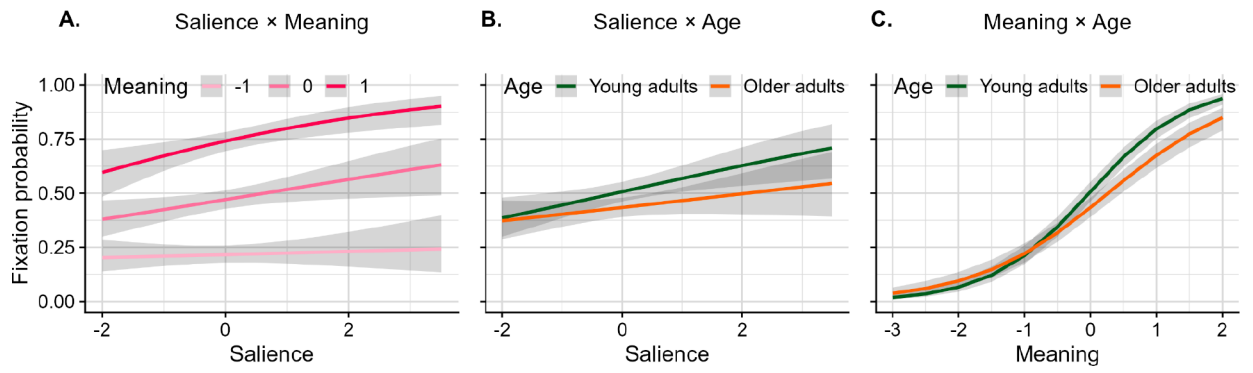 A. Salience × Meaning
B. Salience × Age
C. Meaning × Age
Meaning -1 0 1
Age Young adults Older adults
Age Young adults Older adults
Fixation probability
1.00
0.75
0.50
0.25
0.00
-2 0 2
-2 0 2
-3 -2 -1 0 1 2
Salience
Salience
Meaning